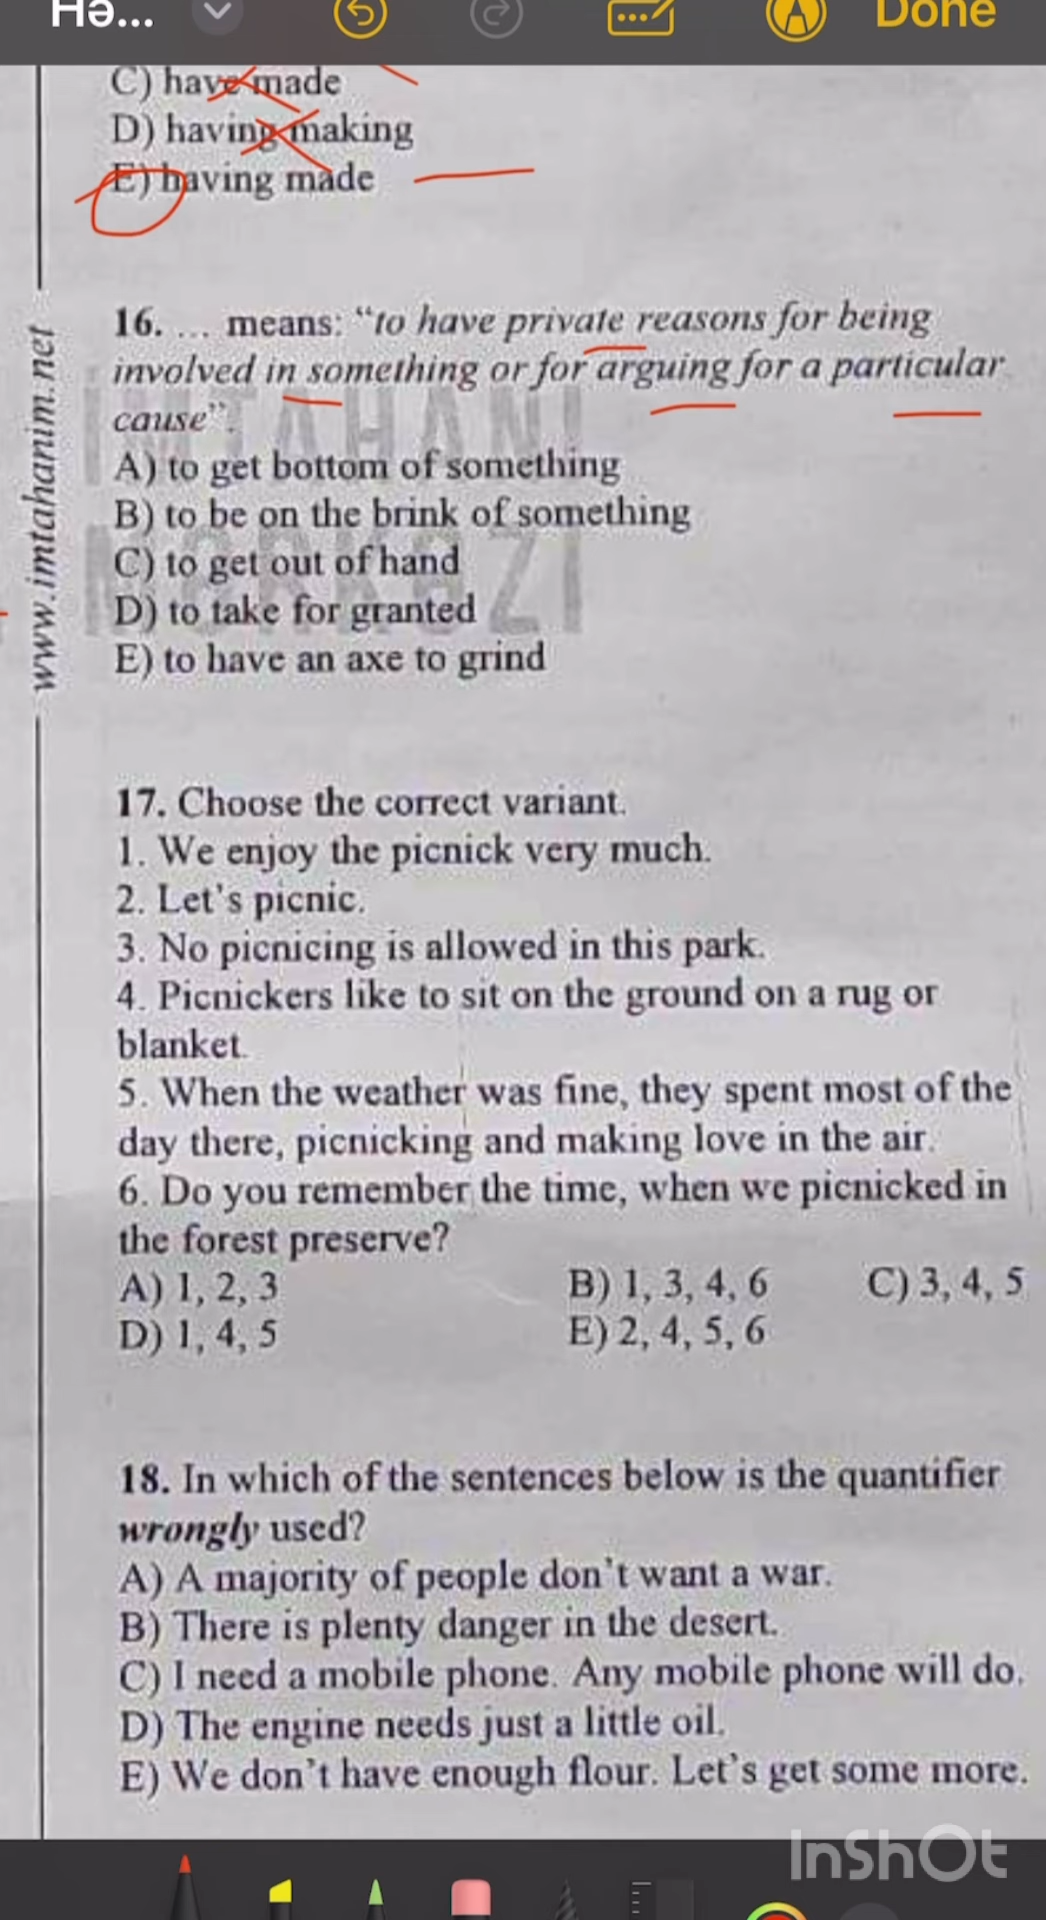 Hə...
Done
C) have made
D) having making
E) having made
www.imtahanim.net
16. ... means: “to have private reasons for being
involved in something or for arguing for a particular
cause”.
IMTAHAN
MƏRKƏZI
A) to get bottom of something
B) to be on the brink of something
C) to get out of hand
D) to take for granted
E) to have an axe to grind
17. Choose the correct variant.
1. We enjoy the picnick very much.
2. Let's picnic.
3. No picnicing is allowed in this park.
4. Picnickers like to sit on the ground on a rug or
blanket.
5. When the weather was fine, they spent most of the
day there, picnicking and making love in the air.
6. Do you remember the time, when we picnicked in
the forest preserve?
A) 1, 2, 3 B) 1, 3, 4, 6 C) 3, 4, 5
D) 1, 4, 5 E) 2, 4, 5, 6
18. In which of the sentences below is the quantifier
wrongly used?
A) A majority of people don’t want a war.
B) There is plenty danger in the desert.
C) I need a mobile phone. Any mobile phone will do.
D) The engine needs just a little oil.
E) We don’t have enough flour. Let’s get some more.
InShOt